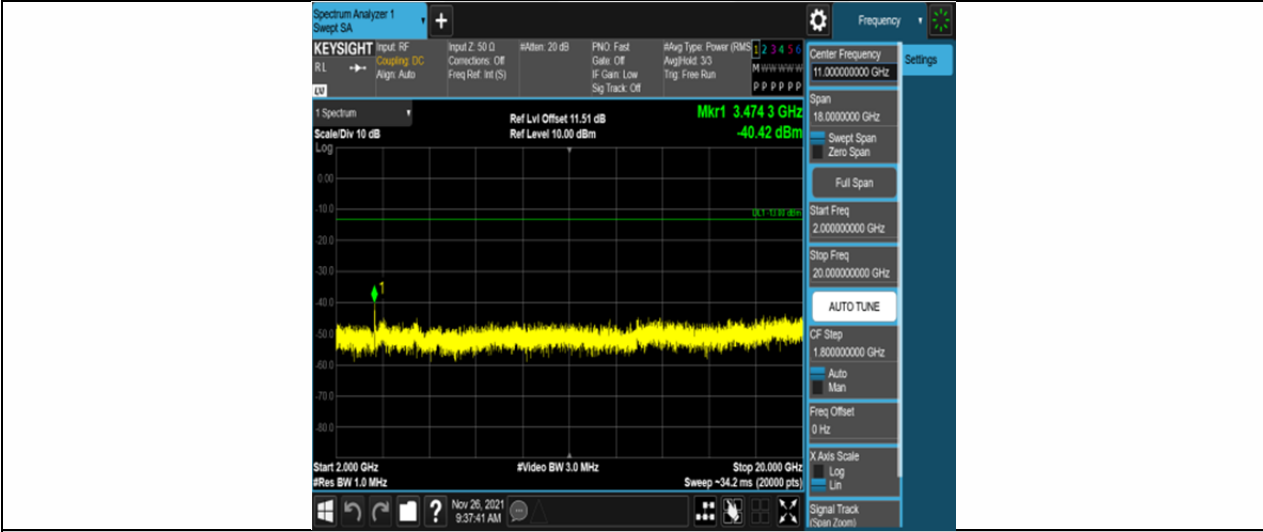 Spectrum Analyzer 1
Swept SA
+
Frequency
KEYSIGHT
RL
LV
Input: RF
Coupling: DC
Align: Auto
Input Z: 50 Ω
Corrections: Off
Freq Ref: Int (S)
#Atten: 20 dB
PNO: Fast
Gate: Off
IF Gain: Low
Sig Track: Off
#Avg Type: Power (RMS
Avg|Hold: 3/3
Trig: Free Run
1 2 3 4 5 6
M W W W W W
P P P P P P
1 Spectrum
Scale/Div 10 dB
Log
Ref Lvl Offset 11.51 dB
Ref Level 10.00 dBm
Mkr1 3.474 3 GHz
-40.42 dBm
0.00
-10.0
DL1 -13.00 dBm
-20.0
-30.0
1
-40.0
-50.0
-60.0
-70.0
-80.0
Start 2.000 GHz
#Video BW 3.0 MHz
Stop 20.000 GHz
#Res BW 1.0 MHz
Sweep ~34.2 ms (20000 pts)
?
Nov 26, 2021
9:37:41 AM
Center Frequency
11.000000000 GHz
Settings
Span
18.0000000 GHz
Swept Span
Zero Span
Full Span
Start Freq
2.000000000 GHz
Stop Freq
20.000000000 GHz
AUTO TUNE
CF Step
1.800000000 GHz
Auto
Man
Freq Offset
0 Hz
X Axis Scale
Log
Lin
Signal Track
(Span Zoom)